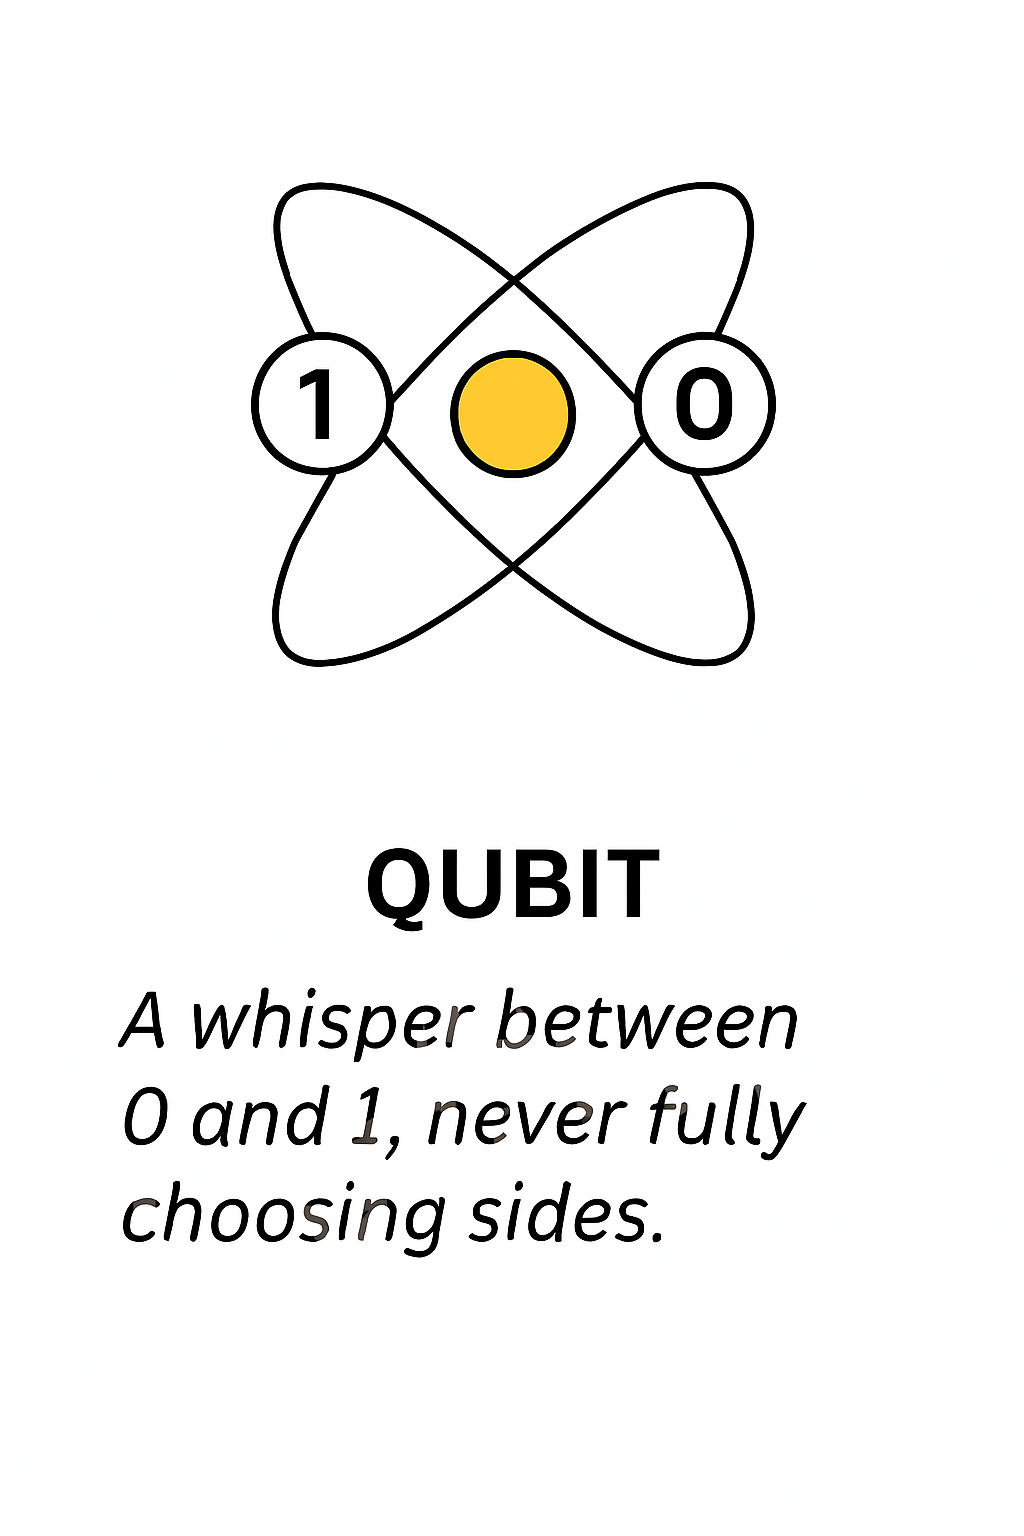 1 0
QUBIT
A whisper between
0 and 1, never fully
choosing sides.